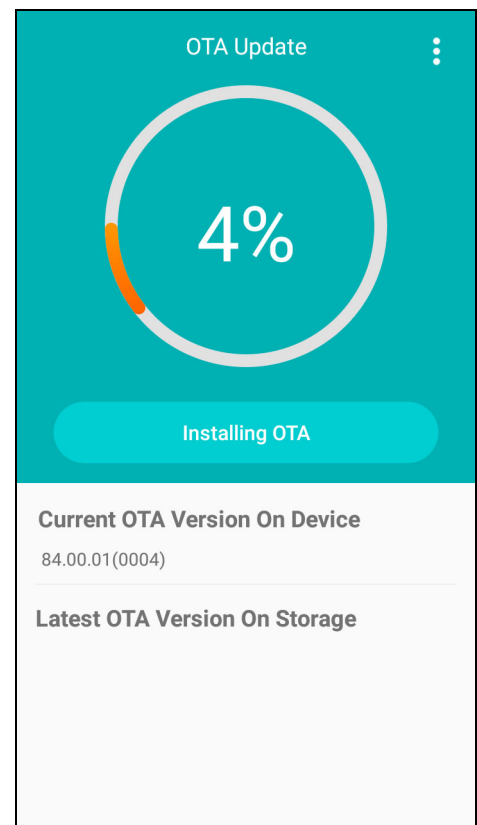 OTA Update
4%
Installing OTA
Current OTA Version On Device
84.00.01(0004)
Latest OTA Version On Storage